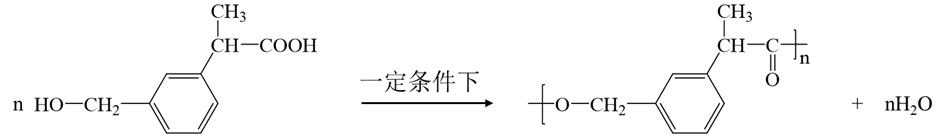 CH₃
CH—COOH
n HO—CH₂
一定条件下
CH₃
CH—C
O
n
O—CH₂
+ nH₂O